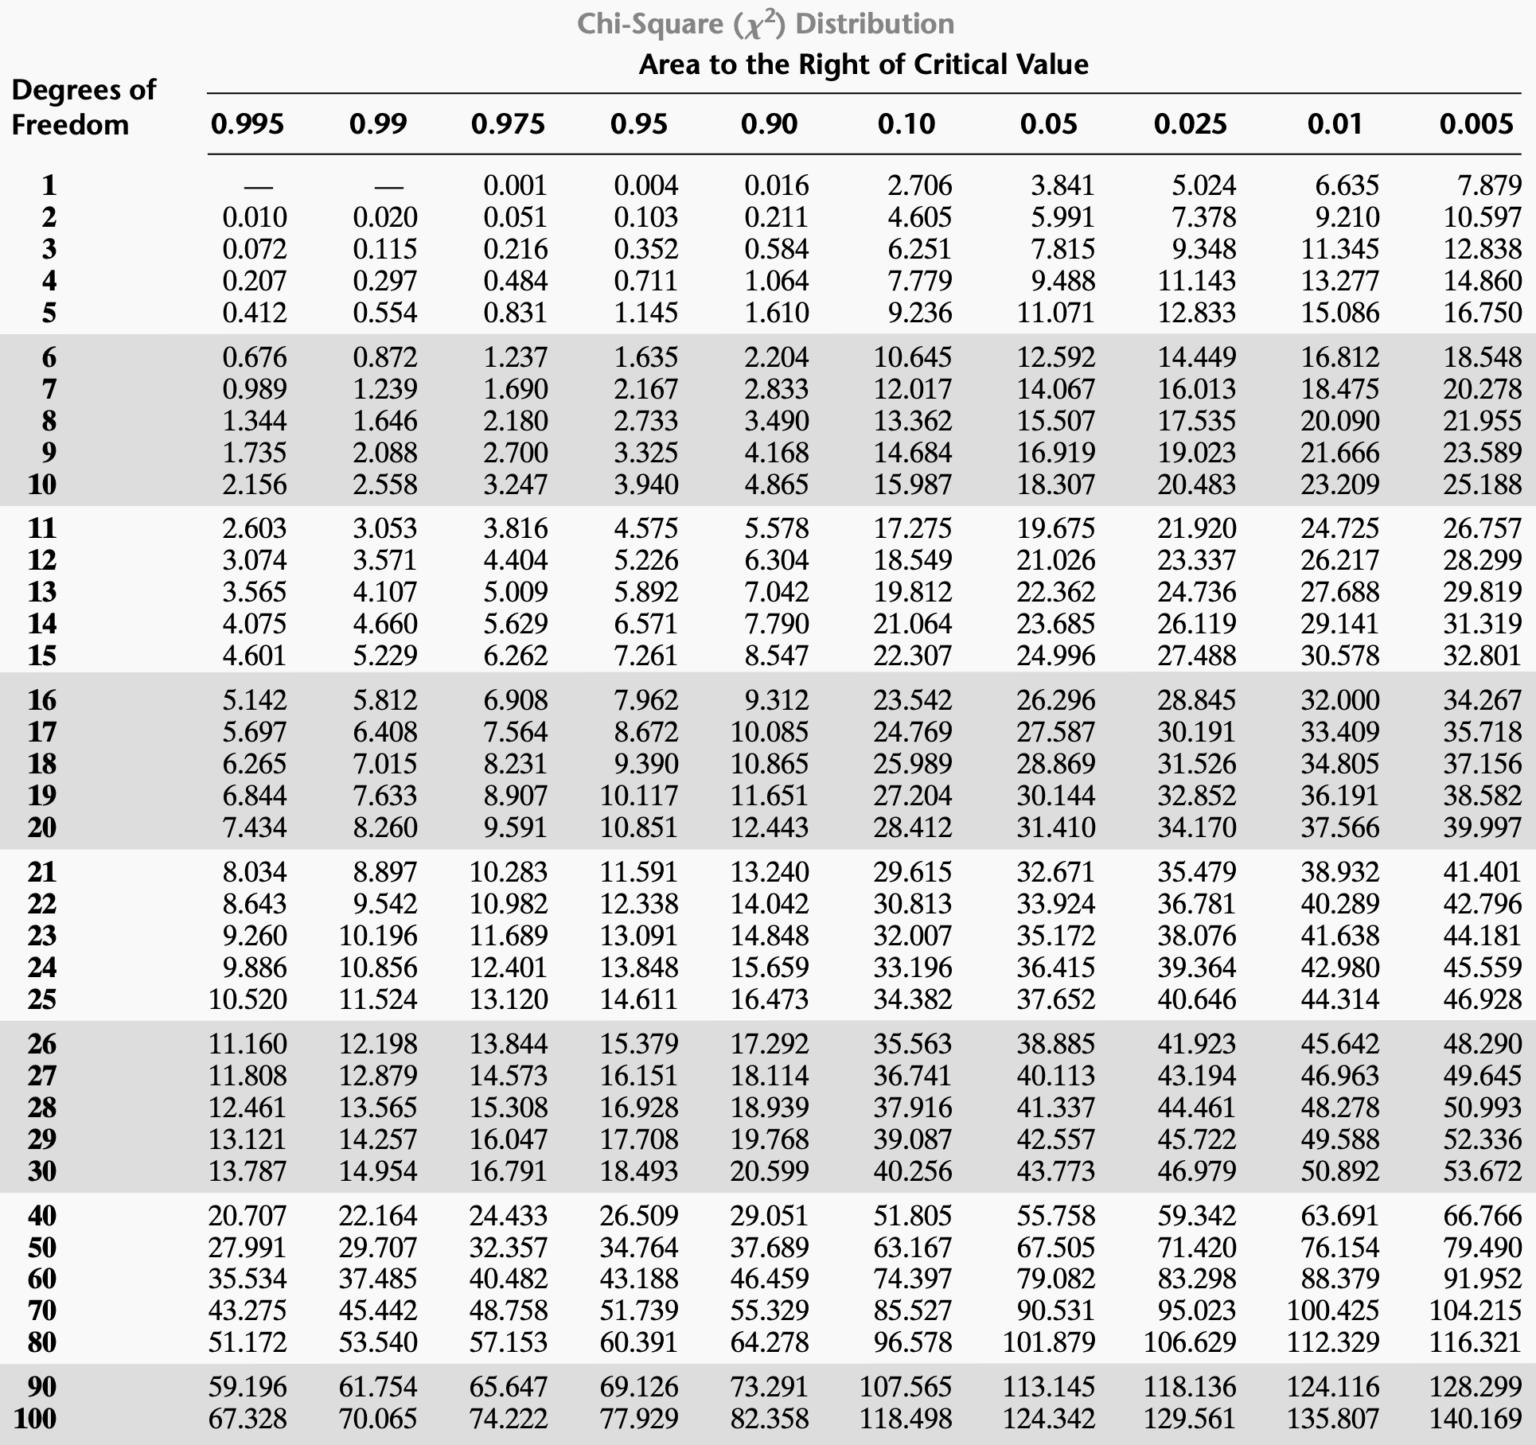 Chi-Square (χ²) Distribution
Area to the Right of Critical Value
Degrees of
Freedom 0.995 0.99 0.975 0.95 0.90 0.10 0.05 0.025 0.01 0.005
1 — — 0.001 0.004 0.016 2.706 3.841 5.024 6.635 7.879
2 0.010 0.020 0.051 0.103 0.211 4.605 5.991 7.378 9.210 10.597
3 0.072 0.115 0.216 0.352 0.584 6.251 7.815 9.348 11.345 12.838
4 0.207 0.297 0.484 0.711 1.064 7.779 9.488 11.143 13.277 14.860
5 0.412 0.554 0.831 1.145 1.610 9.236 11.071 12.833 15.086 16.750
6 0.676 0.872 1.237 1.635 2.204 10.645 12.592 14.449 16.812 18.548
7 0.989 1.239 1.690 2.167 2.833 12.017 14.067 16.013 18.475 20.278
8 1.344 1.646 2.180 2.733 3.490 13.362 15.507 17.535 20.090 21.955
9 1.735 2.088 2.700 3.325 4.168 14.684 16.919 19.023 21.666 23.589
10 2.156 2.558 3.247 3.940 4.865 15.987 18.307 20.483 23.209 25.188
11 2.603 3.053 3.816 4.575 5.578 17.275 19.675 21.920 24.725 26.757
12 3.074 3.571 4.404 5.226 6.304 18.549 21.026 23.337 26.217 28.299
13 3.565 4.107 5.009 5.892 7.042 19.812 22.362 24.736 27.688 29.819
14 4.075 4.660 5.629 6.571 7.790 21.064 23.685 26.119 29.141 31.319
15 4.601 5.229 6.262 7.261 8.547 22.307 24.996 27.488 30.578 32.801
16 5.142 5.812 6.908 7.962 9.312 23.542 26.296 28.845 32.000 34.267
17 5.697 6.408 7.564 8.672 10.085 24.769 27.587 30.191 33.409 35.718
18 6.265 7.015 8.231 9.390 10.865 25.989 28.869 31.526 34.805 37.156
19 6.844 7.633 8.907 10.117 11.651 27.204 30.144 32.852 36.191 38.582
20 7.434 8.260 9.591 10.851 12.443 28.412 31.410 34.170 37.566 39.997
21 8.034 8.897 10.283 11.591 13.240 29.615 32.671 35.479 38.932 41.401
22 8.643 9.542 10.982 12.338 14.042 30.813 33.924 36.781 40.289 42.796
23 9.260 10.196 11.689 13.091 14.848 32.007 35.172 38.076 41.638 44.181
24 9.886 10.856 12.401 13.848 15.659 33.196 36.415 39.364 42.980 45.559
25 10.520 11.524 13.120 14.611 16.473 34.382 37.652 40.646 44.314 46.928
26 11.160 12.198 13.844 15.379 17.292 35.563 38.885 41.923 45.642 48.290
27 11.808 12.879 14.573 16.151 18.114 36.741 40.113 43.194 46.963 49.645
28 12.461 13.565 15.308 16.928 18.939 37.916 41.337 44.461 48.278 50.993
29 13.121 14.257 16.047 17.708 19.768 39.087 42.557 45.722 49.588 52.336
30 13.787 14.954 16.791 18.493 20.599 40.256 43.773 46.979 50.892 53.672
40 20.707 22.164 24.433 26.509 29.051 51.805 55.758 59.342 63.691 66.766
50 27.991 29.707 32.357 34.764 37.689 63.167 67.505 71.420 76.154 79.490
60 35.534 37.485 40.482 43.188 46.459 74.397 79.082 83.298 88.379 91.952
70 43.275 45.442 48.758 51.739 55.329 85.527 90.531 95.023 100.425 104.215
80 51.172 53.540 57.153 60.391 64.278 96.578 101.879 106.629 112.329 116.321
90 59.196 61.754 65.647 69.126 73.291 107.565 113.145 118.136 124.116 128.299
100 67.328 70.065 74.222 77.929 82.358 118.498 124.342 129.561 135.807 140.169